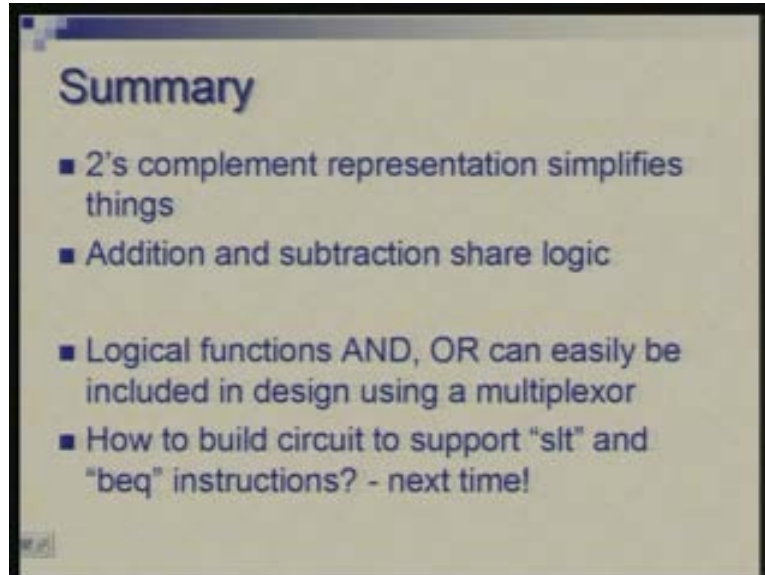 Summary
■ 2's complement representation simplifies
things
■ Addition and subtraction share logic
■ Logical functions AND, OR can easily be
included in design using a multiplexor
■ How to build circuit to support "slt" and
"beq" instructions? - next time!